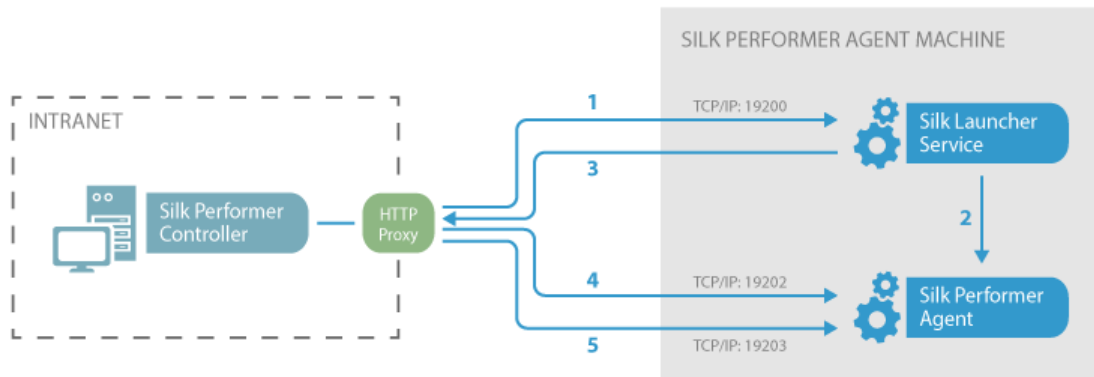 SILK PERFORMER AGENT MACHINE
INTRANET
1
TCP/IP: 19200
Silk Launcher
Service
3
Silk Performer
Controller
HTTP
Proxy
2
4
TCP/IP: 19202
Silk Performer
Agent
5
TCP/IP: 19203